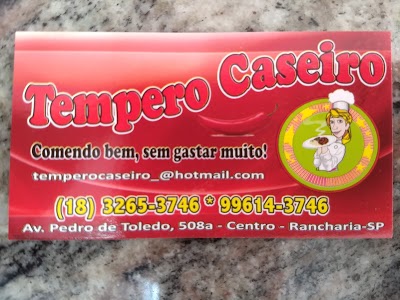 Tempero Caseiro
Comendo bem, sem gastar muito!
temperocaseiro_@hotmail.com
(18) 3265-3746 * 99614-3746
Av. Pedro de Toledo, 508a - Centro - Rancharia-SP